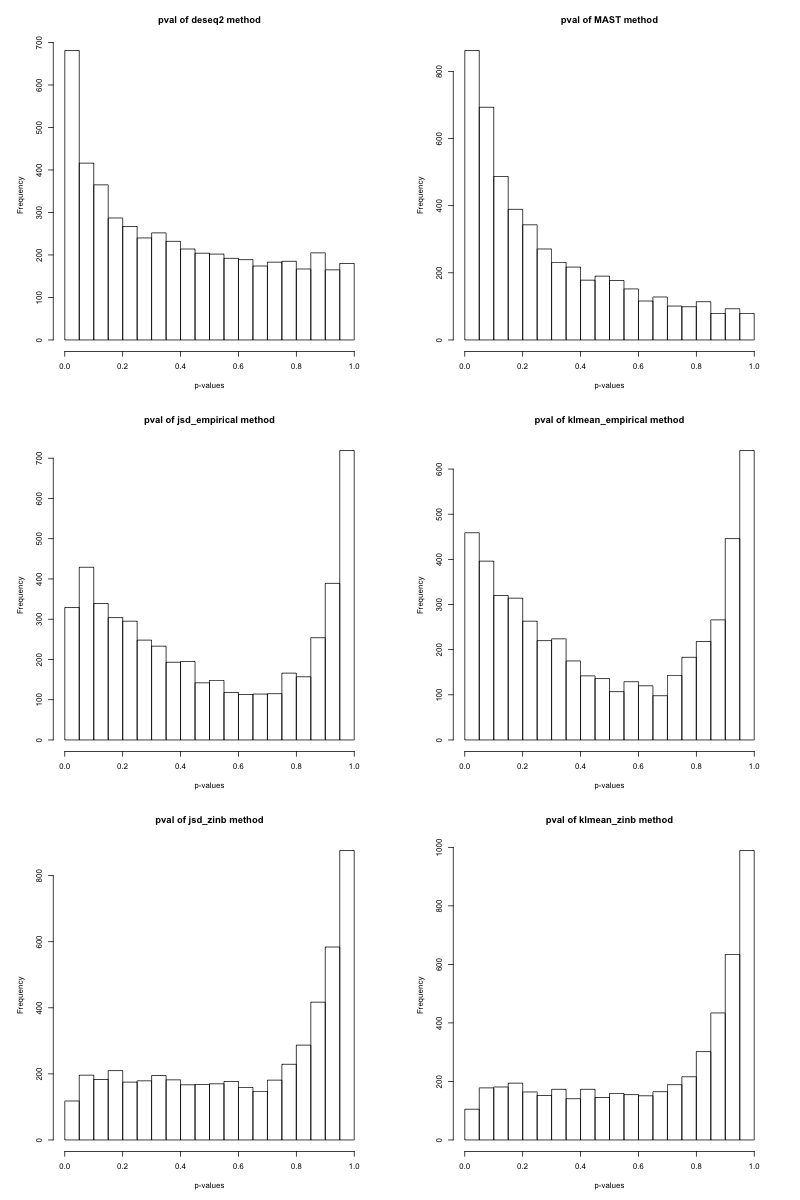 pval of deseq2 method
Frequency
0 100 200 300 400 500 600 700
0.0 0.2 0.4 0.6 0.8 1.0
p-values
pval of MAST method
Frequency
0 200 400 600 800
0.0 0.2 0.4 0.6 0.8 1.0
p-values
pval of jsd_empirical method
Frequency
0 100 200 300 400 500 600 700
0.0 0.2 0.4 0.6 0.8 1.0
p-values
pval of klmean_empirical method
Frequency
0 100 200 300 400 500 600
0.0 0.2 0.4 0.6 0.8 1.0
p-values
pval of jsd_zinb method
Frequency
0 200 400 600 800
0.0 0.2 0.4 0.6 0.8 1.0
p-values
pval of klmean_zinb method
Frequency
0 200 400 600 800 1000
0.0 0.2 0.4 0.6 0.8 1.0
p-values